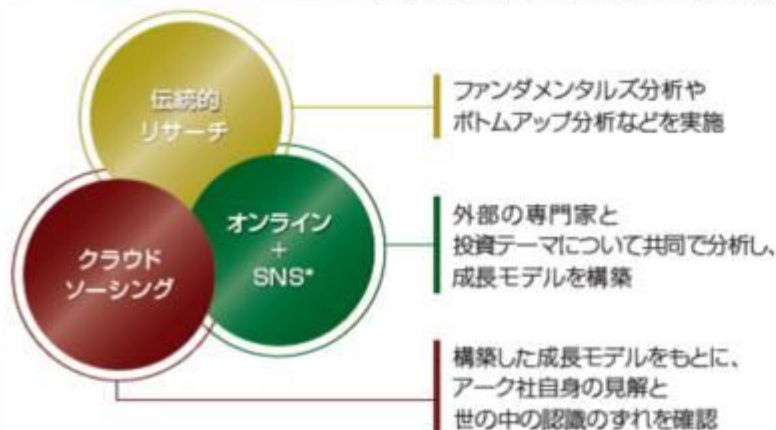 伝統的
リサーチ
ファンダメンタルズ分析や
ボトムアップ分析などを実施
オンライン
+
SNS*
外部の専門家と
投資テーマについて共同で分析し、
成長モデルを構築
クラウド
ソーシング
構築した成長モデルをもとに、
アーク社自身の見解と
世の中の認識のずれを確認